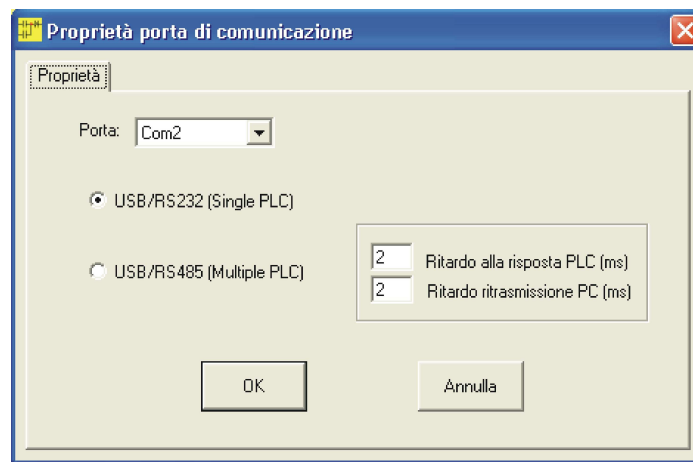 Proprietà porta di comunicazione
Proprietà
Porta: Com2
USB/RS232 (Single PLC)
USB/RS485 (Multiple PLC)
2 Ritardo alla risposta PLC (ms)
2 Ritardo ritrasmissione PC (ms)
OK Annulla